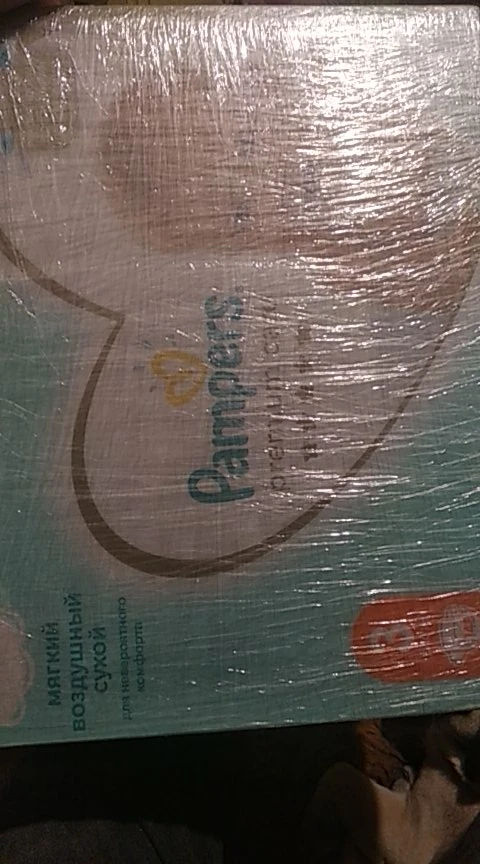 Pampers
premium care
3
мягкий
воздушный
сухой
для невероятного
комфорта